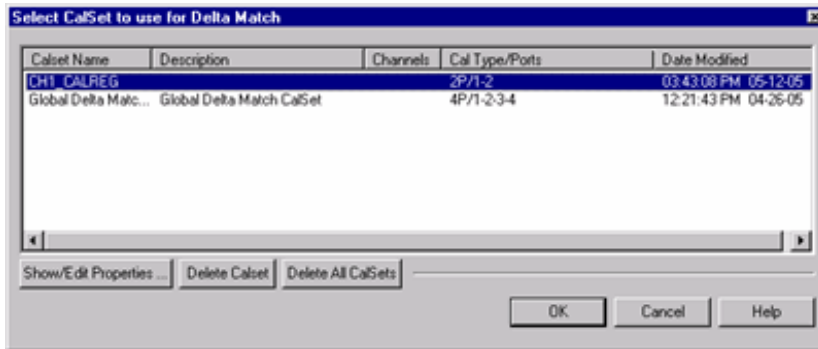 Select CalSet to use for Delta Match
Calset Name Description Channels Cal Type/Ports Date Modified
CH1_CALREG 2P/1-2 03:43:08 PM 05-12-05
Global Delta Matc... Global Delta Match CalSet 4P/1-2-3-4 12:21:43 PM 04-26-05
Show/Edit Properties ... Delete Calset Delete All CalSets
OK Cancel Help